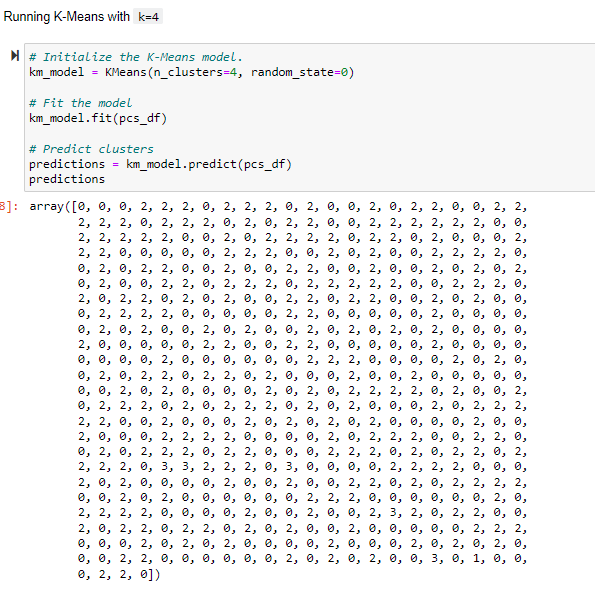 Running K-Means with k=4
# Initialize the K-Means model.
km_model = KMeans(n_clusters=4, random_state=0)
# Fit the model
km_model.fit(pcs_df)
# Predict clusters
predictions = km_model.predict(pcs_df)
predictions
8]: array([0, 0, 0, 2, 2, 2, 0, 2, 2, 2, 0, 2, 0, 0, 2, 0, 2, 2, 0, 0, 2, 2,
2, 2, 2, 0, 2, 2, 2, 0, 2, 0, 2, 2, 0, 0, 2, 2, 2, 2, 2, 2, 0, 0,
2, 2, 2, 2, 2, 0, 0, 2, 0, 2, 2, 2, 2, 0, 2, 2, 0, 2, 0, 0, 0, 2,
2, 2, 0, 0, 0, 0, 0, 2, 2, 2, 0, 0, 2, 0, 2, 0, 0, 2, 2, 2, 2, 0,
0, 2, 0, 2, 2, 0, 0, 2, 0, 0, 2, 2, 0, 0, 2, 0, 0, 2, 0, 2, 0, 2,
0, 2, 0, 0, 2, 2, 0, 2, 2, 2, 0, 2, 2, 2, 2, 2, 0, 0, 2, 2, 2, 0,
2, 0, 2, 2, 0, 2, 0, 2, 0, 0, 2, 2, 0, 2, 2, 0, 0, 2, 0, 2, 0, 0,
0, 2, 2, 2, 2, 0, 0, 0, 0, 0, 2, 2, 0, 0, 0, 0, 0, 2, 0, 0, 0, 0,
0, 2, 0, 2, 0, 0, 2, 0, 2, 0, 0, 2, 0, 2, 0, 2, 0, 2, 0, 0, 0, 0,
2, 0, 0, 0, 0, 0, 2, 2, 0, 0, 2, 2, 0, 0, 0, 0, 0, 2, 0, 0, 0, 0,
0, 0, 0, 0, 2, 0, 0, 0, 0, 0, 0, 2, 2, 2, 0, 0, 0, 0, 2, 0, 2, 0,
0, 2, 0, 2, 2, 0, 2, 2, 0, 2, 0, 0, 0, 2, 0, 0, 2, 0, 0, 0, 0, 0,
0, 0, 2, 0, 2, 0, 0, 0, 0, 2, 0, 2, 0, 2, 2, 2, 2, 0, 2, 0, 0, 2,
0, 2, 2, 2, 0, 2, 0, 2, 2, 2, 0, 2, 0, 2, 0, 0, 0, 2, 0, 2, 2, 2,
2, 2, 0, 0, 2, 0, 0, 0, 2, 0, 2, 0, 2, 0, 2, 0, 0, 0, 0, 2, 0, 0,
2, 0, 0, 0, 2, 2, 2, 2, 0, 0, 0, 0, 2, 0, 2, 2, 2, 0, 0, 2, 2, 0,
0, 2, 0, 2, 2, 2, 0, 2, 2, 0, 0, 0, 2, 2, 2, 0, 2, 0, 2, 2, 0, 2,
2, 2, 2, 0, 3, 3, 2, 2, 2, 0, 3, 0, 0, 0, 0, 2, 2, 2, 2, 0, 0, 0,
2, 0, 2, 0, 0, 0, 0, 2, 0, 0, 2, 0, 0, 2, 2, 0, 2, 0, 2, 2, 2, 2,
0, 0, 2, 0, 2, 0, 0, 0, 0, 0, 0, 2, 2, 2, 0, 0, 0, 0, 0, 0, 2, 0,
2, 2, 2, 2, 0, 0, 0, 0, 2, 0, 0, 2, 0, 0, 2, 3, 2, 0, 2, 2, 0, 0,
2, 0, 2, 2, 0, 2, 2, 0, 2, 0, 2, 0, 0, 2, 0, 0, 0, 0, 0, 2, 2, 2,
0, 0, 0, 2, 0, 2, 0, 2, 0, 0, 0, 0, 2, 0, 0, 0, 2, 0, 2, 0, 2, 0,
0, 0, 2, 2, 0, 0, 0, 0, 0, 0, 2, 0, 2, 0, 2, 0, 0, 3, 0, 1, 0, 0,
0, 2, 2, 0])